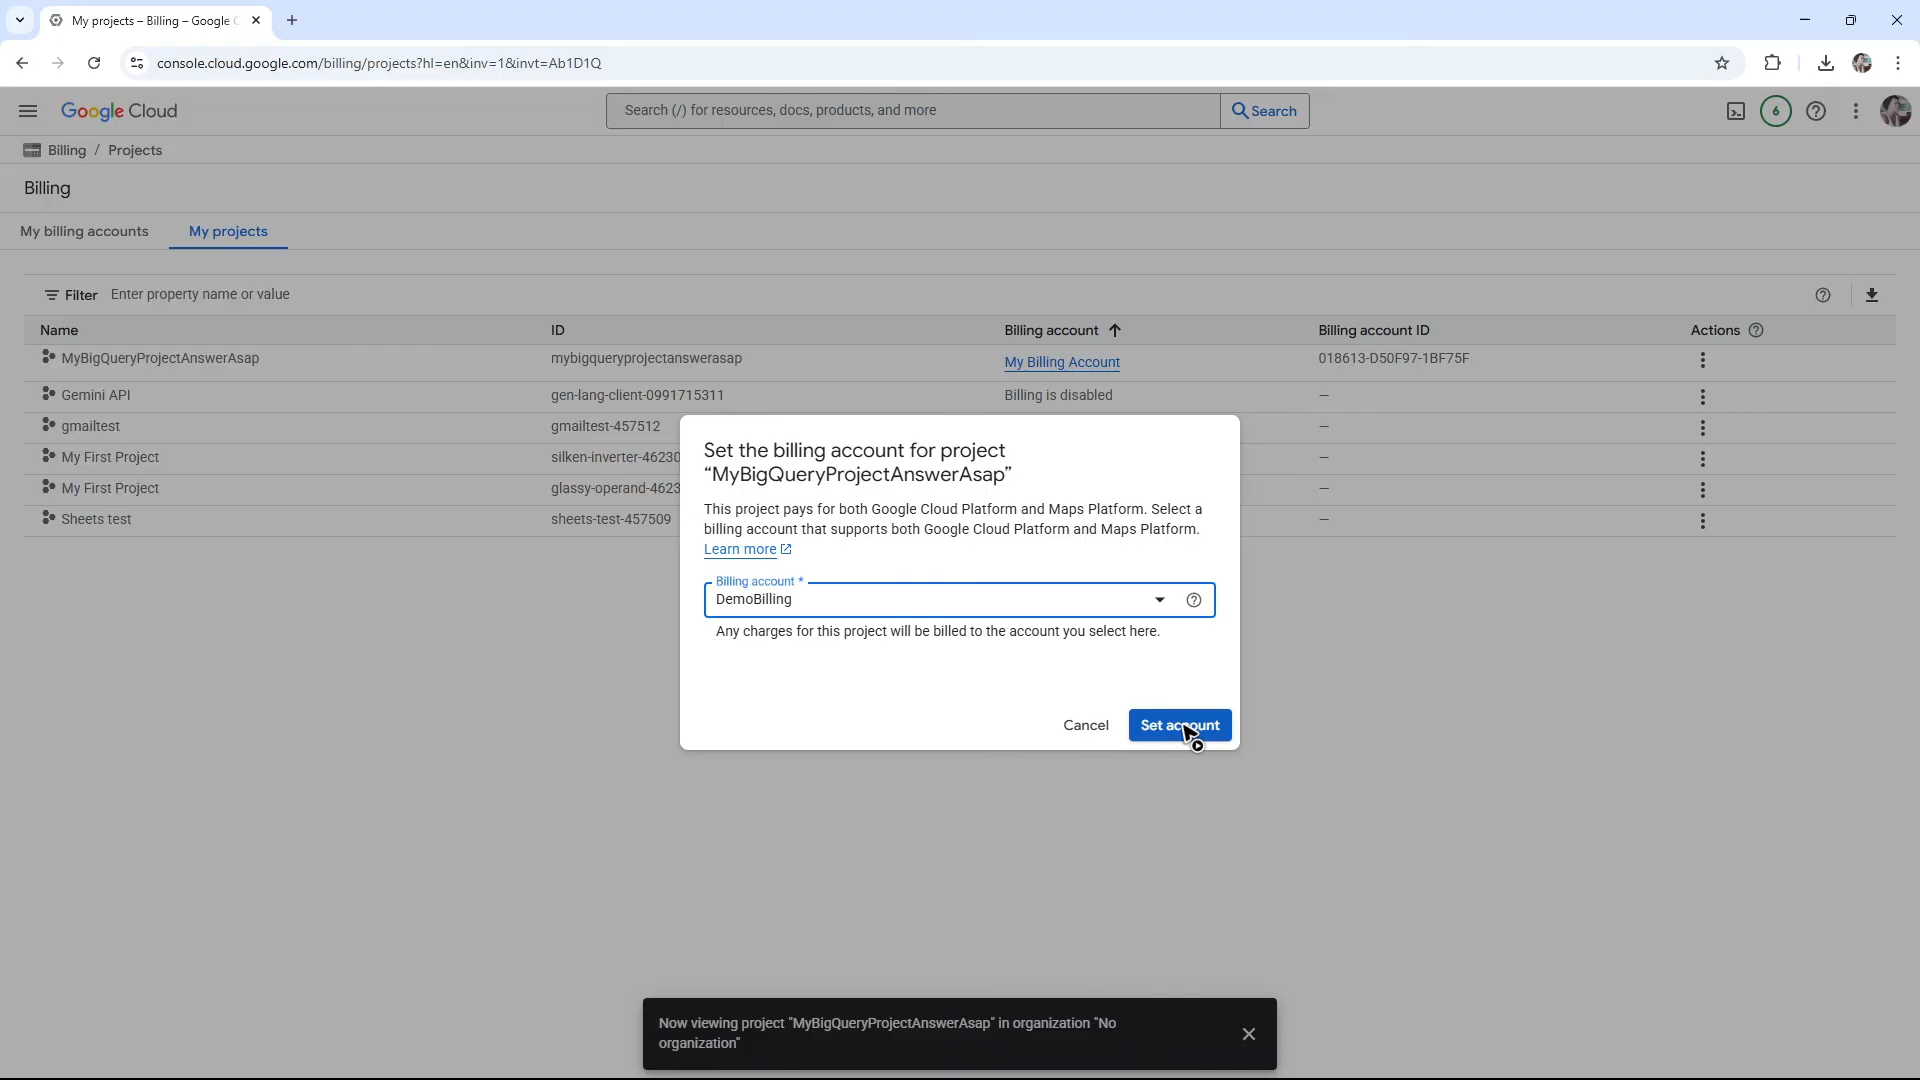 My projects – Billing – Google C
console.cloud.google.com/billing/projects?hl=en&inv=1&invt=Ab1D1Q
Google Cloud
Search (/) for resources, docs, products, and more
Search
6
Billing / Projects
Billing
My billing accounts
My projects
Filter Enter property name or value
Name ID Billing account Billing account ID Actions
MyBigQueryProjectAnswerAsap mybigqueryprojectanswerasap My Billing Account 018613-D50F97-1BF75F
Gemini API gen-lang-client-0991715311 Billing is disabled —
gmailtest gmailtest-457512 —
My First Project silken-inverter-46230 —
My First Project glassy-operand-4623 —
Sheets test sheets-test-457509 —
Set the billing account for project
“MyBigQueryProjectAnswerAsap”
This project pays for both Google Cloud Platform and Maps Platform. Select a
billing account that supports both Google Cloud Platform and Maps Platform.
Learn more
Billing account *
DemoBilling
Any charges for this project will be billed to the account you select here.
Cancel
Set account
Now viewing project "MyBigQueryProjectAnswerAsap" in organization "No
organization"